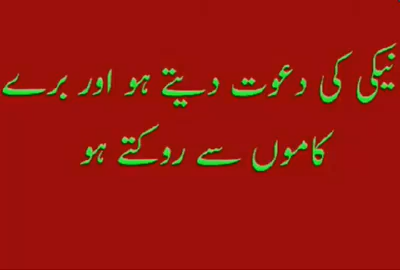 نیکی کی دعوت دیتے ہو اور برے
کاموں سے روکتے ہو